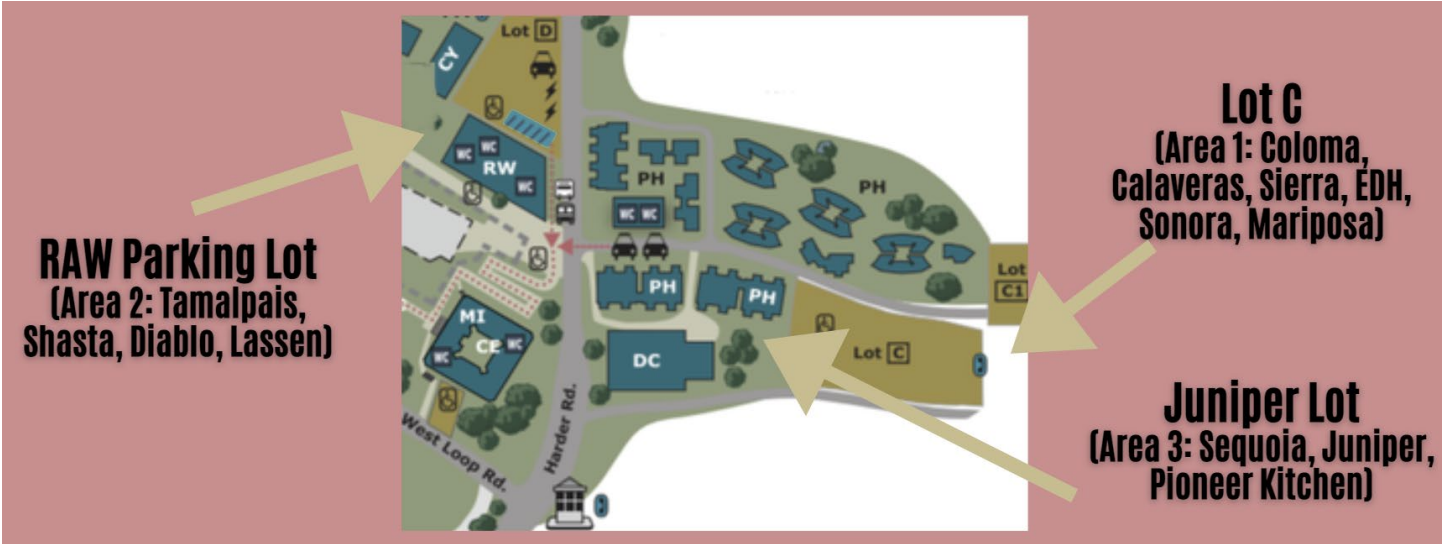 RAW Parking Lot
(Area 2: Tamalpais,
Shasta, Diablo, Lassen)
Lot D
CY
WC WC
RW
WC
PH
WC WC
PH
PH
PH
MI
CE WC
WC
DC
Lot C
Lot
C1
Harder Rd.
West Loop Rd.
Lot C
(Area 1: Coloma,
Calaveras, Sierra, EDH,
Sonora, Mariposa)
Juniper Lot
(Area 3: Sequoia, Juniper,
Pioneer Kitchen)